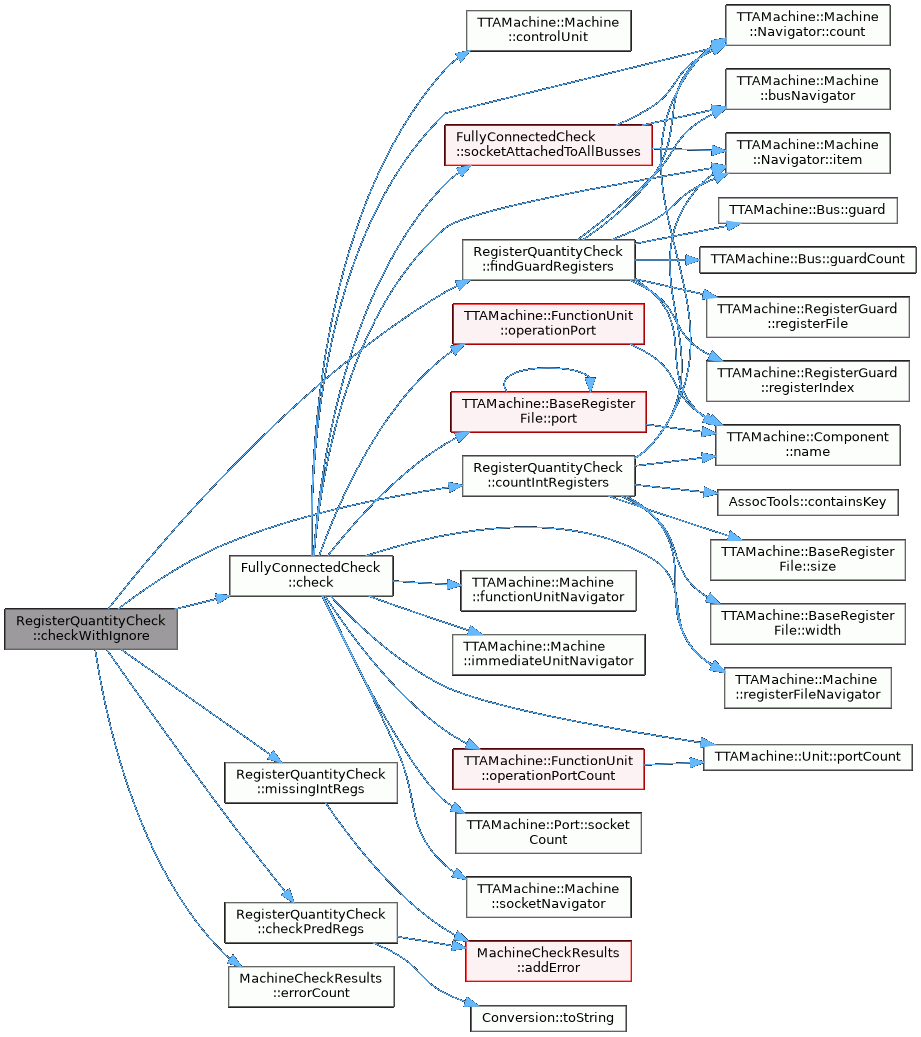 RegisterQuantityCheck
::checkWithIgnore
FullyConnectedCheck
::check
RegisterQuantityCheck
::missingIntRegs
RegisterQuantityCheck
::checkPredRegs
MachineCheckResults
::errorCount
TTAMachine::Machine
::controlUnit
FullyConnectedCheck
::socketAttachedToAllBusses
RegisterQuantityCheck
::findGuardRegisters
TTAMachine::FunctionUnit
::operationPort
TTAMachine::BaseRegister
File::port
RegisterQuantityCheck
::countIntRegisters
TTAMachine::Machine
::functionUnitNavigator
TTAMachine::Machine
::immediateUnitNavigator
TTAMachine::FunctionUnit
::operationPortCount
TTAMachine::Port::socket
Count
TTAMachine::Machine
::socketNavigator
MachineCheckResults
::addError
Conversion::toString
TTAMachine::Machine
::Navigator::count
TTAMachine::Machine
::busNavigator
TTAMachine::Machine
::Navigator::item
TTAMachine::Bus::guard
TTAMachine::Bus::guardCount
TTAMachine::RegisterGuard
::registerFile
TTAMachine::RegisterGuard
::registerIndex
TTAMachine::Component
::name
AssocTools::containsKey
TTAMachine::BaseRegister
File::size
TTAMachine::BaseRegister
File::width
TTAMachine::Machine
::registerFileNavigator
TTAMachine::Unit::portCount